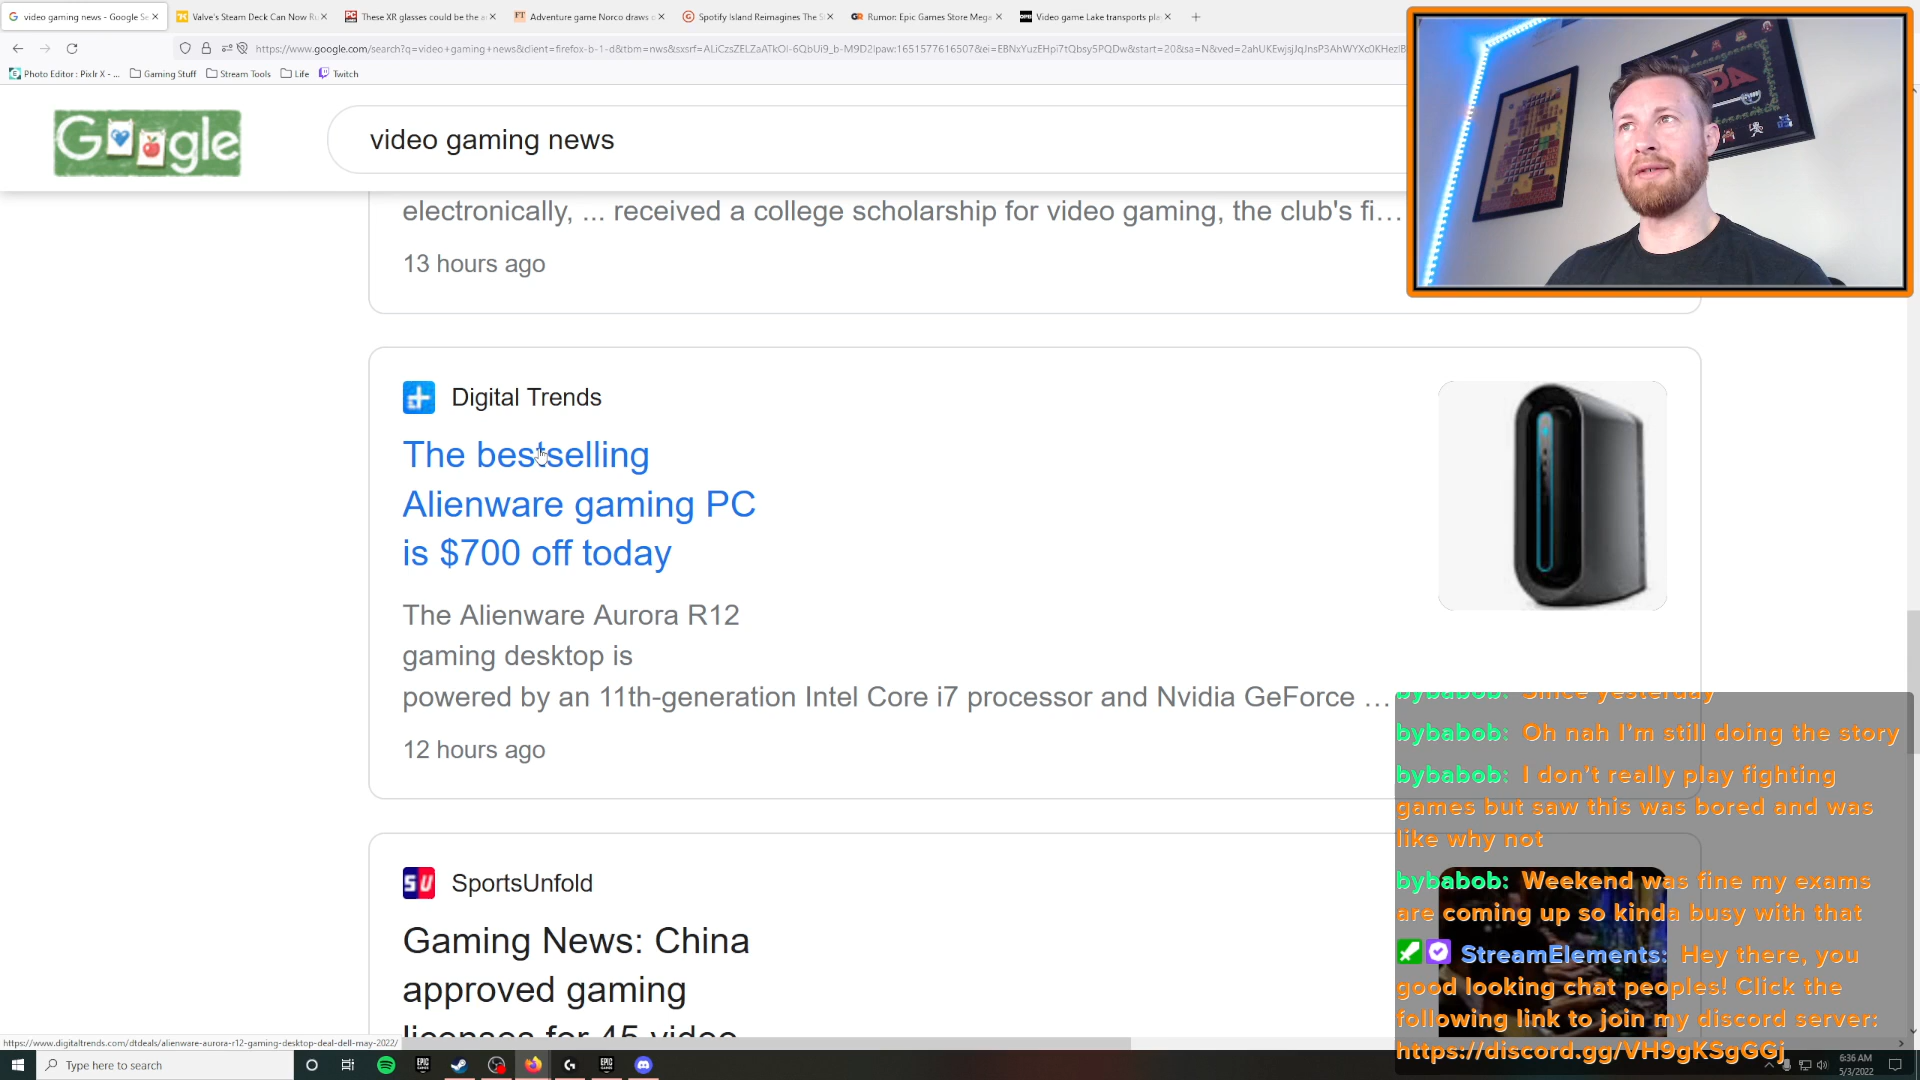 video gaming news - Google Se
Valve's Steam Deck Can Now Ru
These XR glasses could be the
Adventure game Norco draws o
Spotify Island Reimagines The S
Rumor: Epic Games Store Mega
Video game Lake transports pla
Photo Editor : Pixlr X - ...
Gaming Stuff
Stream Tools
Life
Twitch
Google
video gaming news
electronically, ... received a college scholarship for video gaming, the club's fi...
13 hours ago
Digital Trends
The bestselling
Alienware gaming PC
is $700 off today
The Alienware Aurora R12
gaming desktop is
powered by an 11th-generation Intel Core i7 processor and Nvidia GeForce ...
12 hours ago
SportsUnfold
Gaming News: China
approved gaming
licenses for 45 video
bybabob: Since yesterday
bybabob: Oh nah I'm still doing the story
bybabob: I don't really play fighting
games but saw this was bored and was
like why not
bybabob: Weekend was fine my exams
are coming up so kinda busy with that
StreamElements: Hey there, you
good looking chat peoples! Click the
following link to join my discord server:
https://discord.gg/VH9gKSgGGj
https://www.digitaltrends.com/dtdeals/alienware-aurora-r12-gaming-desktop-deal-dell-may-2022/
Type here to search
6:36 AM
5/3/2022